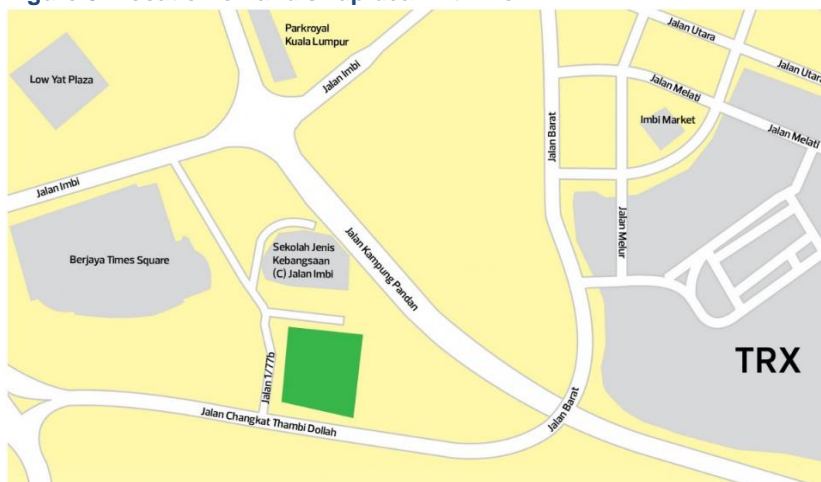 Parkroyal
Kuala Lumpur
Low Yat Plaza
Jalan Imbi
Jalan Utara
Jalan Utara
Jalan Melati
Jalan Melati
Imbi Market
Jalan Barat
Jalan Imbi
Jalan Melur
Berjaya Times Square
Sekolah Jenis
Kebangsaan
(C) Jalan Imbi
Jalan Kampung Pandan
TRX
Jalan 1/77b
Jalan Barat
Jalan Changkat Thambi Dollah